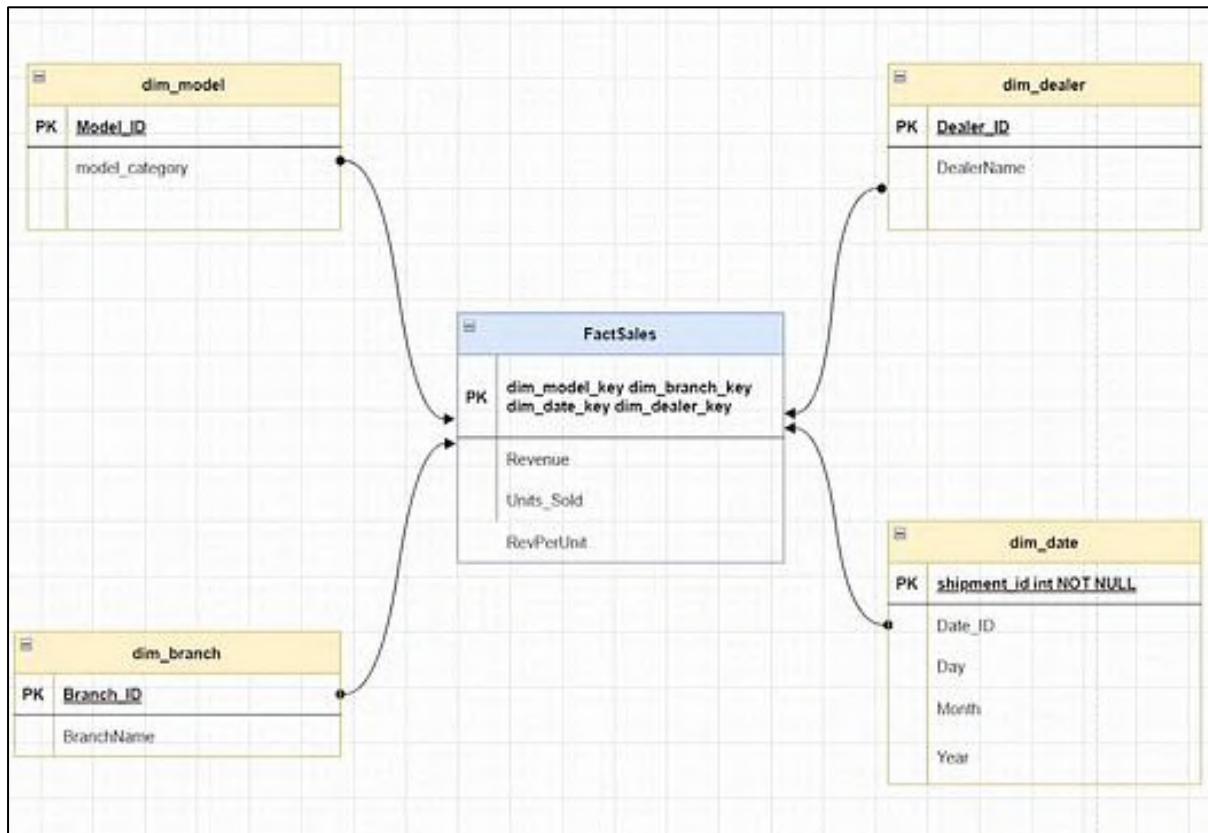 dim_model
PK Model_ID
model_category
dim_dealer
PK Dealer_ID
DealerName
FactSales
PK
dim_model_key dim_branch_key
dim_date_key dim_dealer_key
Revenue
Units_Sold
RevPerUnit
dim_branch
PK Branch_ID
BranchName
dim_date
PK shipment_id int NOT NULL
Date_ID
Day
Month
Year